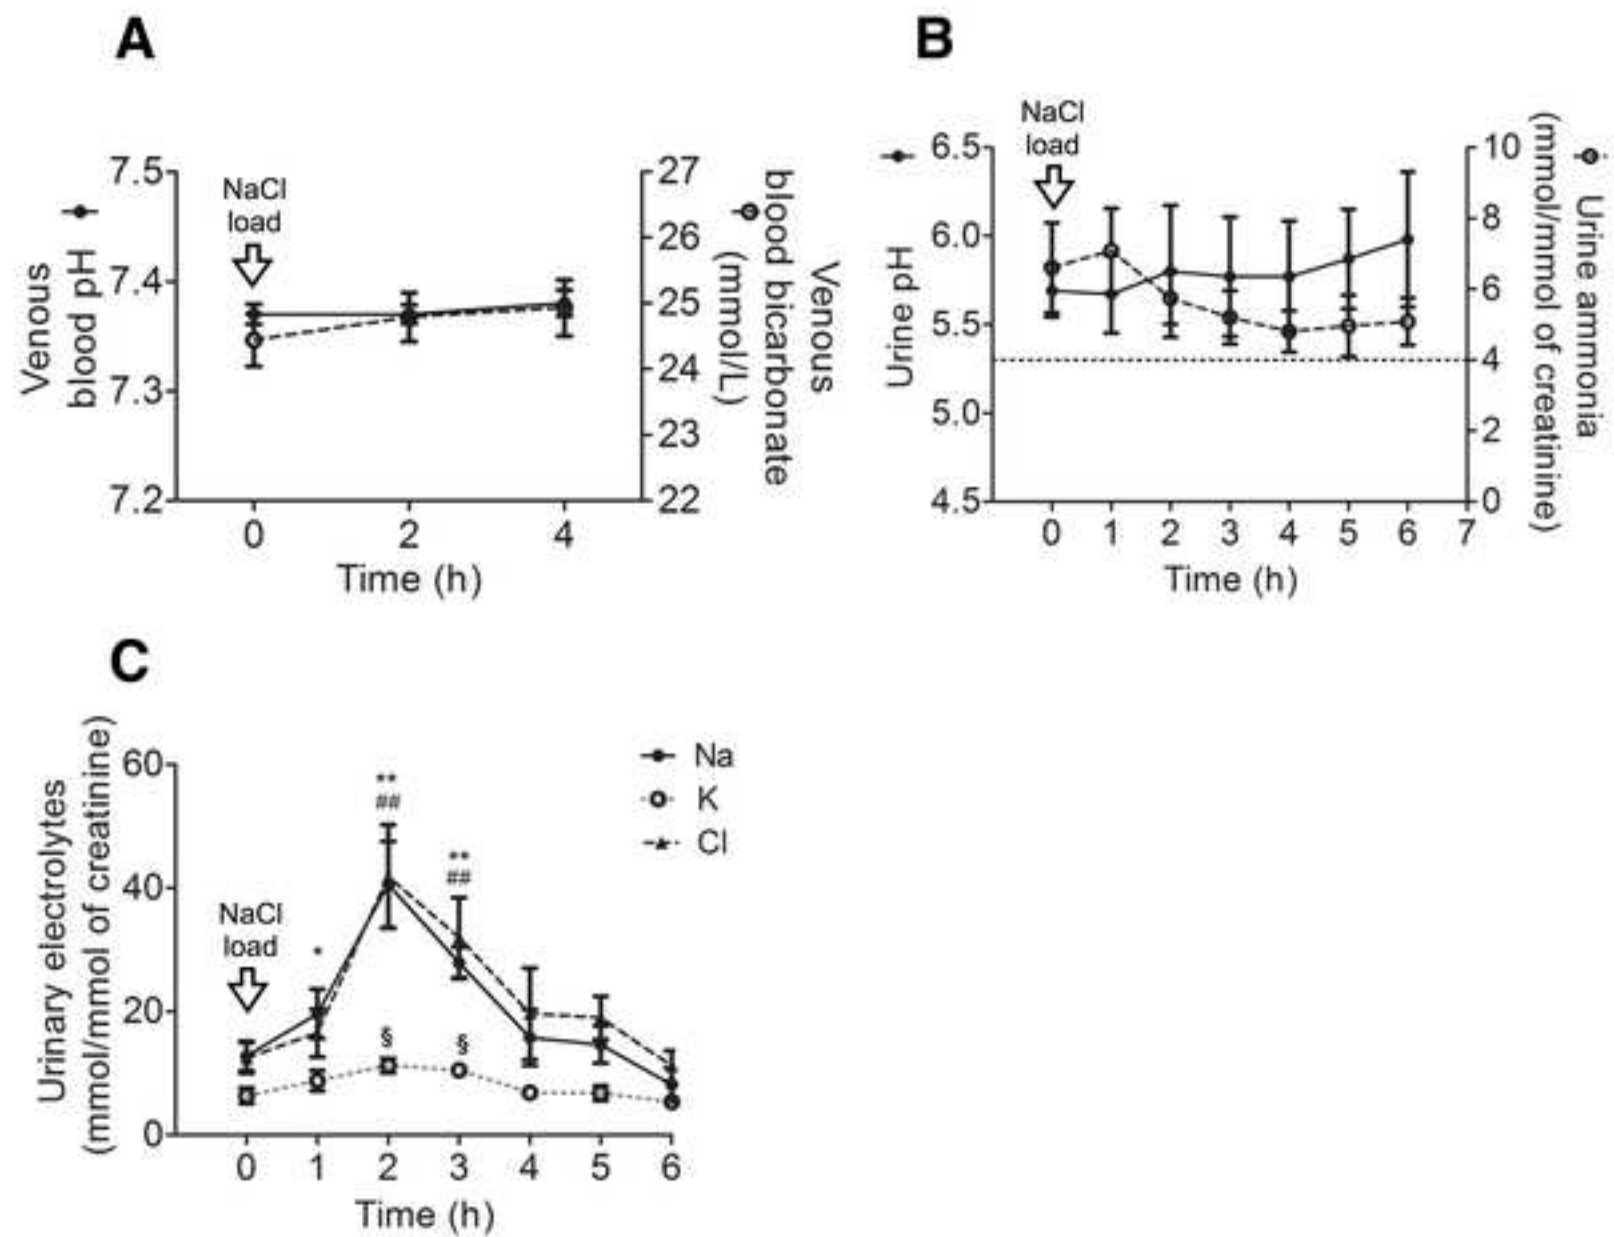 A
NaCl
load
Venous
blood pH
7.5
7.4
7.3
7.2
27
26
25
24
23
22
Venous
blood bicarbonate
(mmol/L)
0 2 4
Time (h)
B
NaCl
load
Urine pH
6.5
6.0
5.5
5.0
4.5
10
8
6
4
2
0
Urine ammonia
(mmol/mmol of creatinine)
0 1 2 3 4 5 6 7
Time (h)
C
Urinary electrolytes
(mmol/mmol of creatinine)
60
40
20
0
NaCl
load
*
**
##
**
##
§
§
Na
K
Cl
0 1 2 3 4 5 6
Time (h)